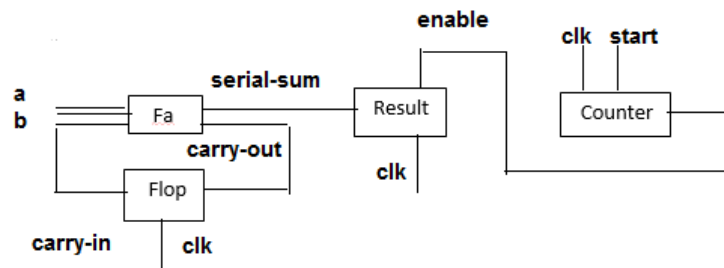 enable
clk start
serial-sum
a
Fa
Result
Counter
b
carry-out
clk
Flop
carry-in
clk